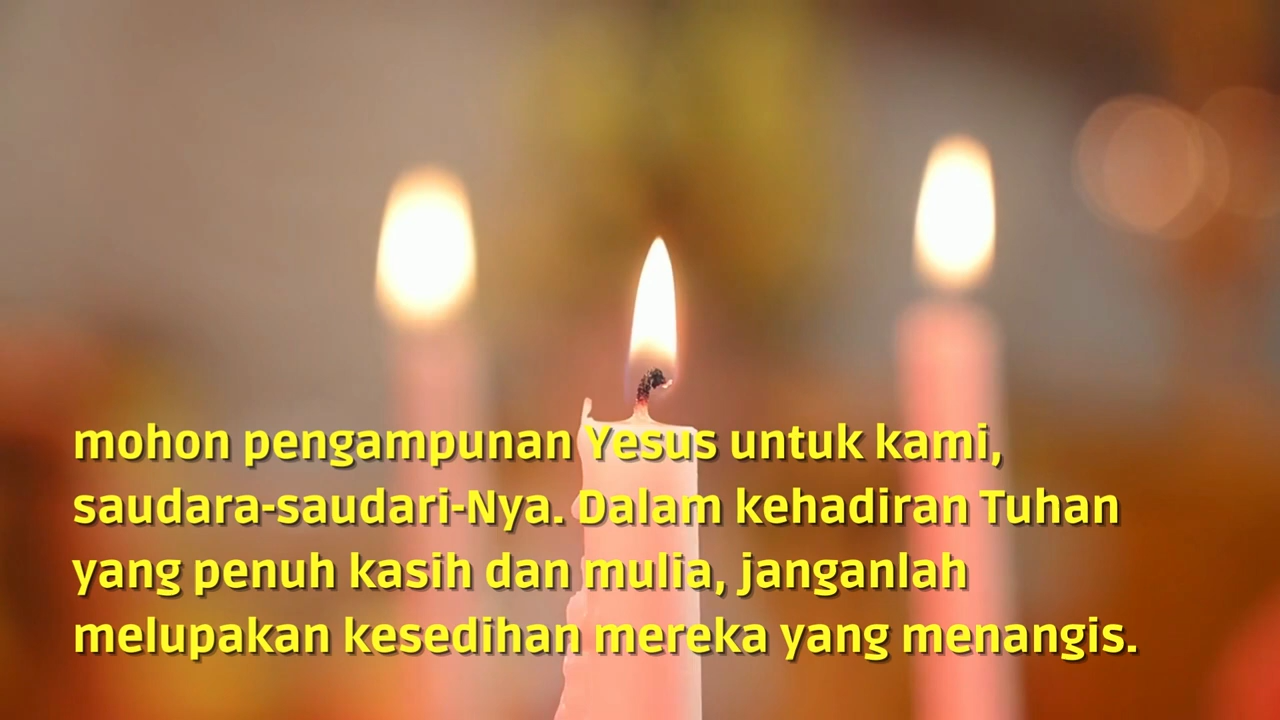 mohon pengampunan Yesus untuk kami,
saudara-saudari-Nya. Dalam kehadiran Tuhan
yang penuh kasih dan mulia, janganlah
melupakan kesedihan mereka yang menangis.